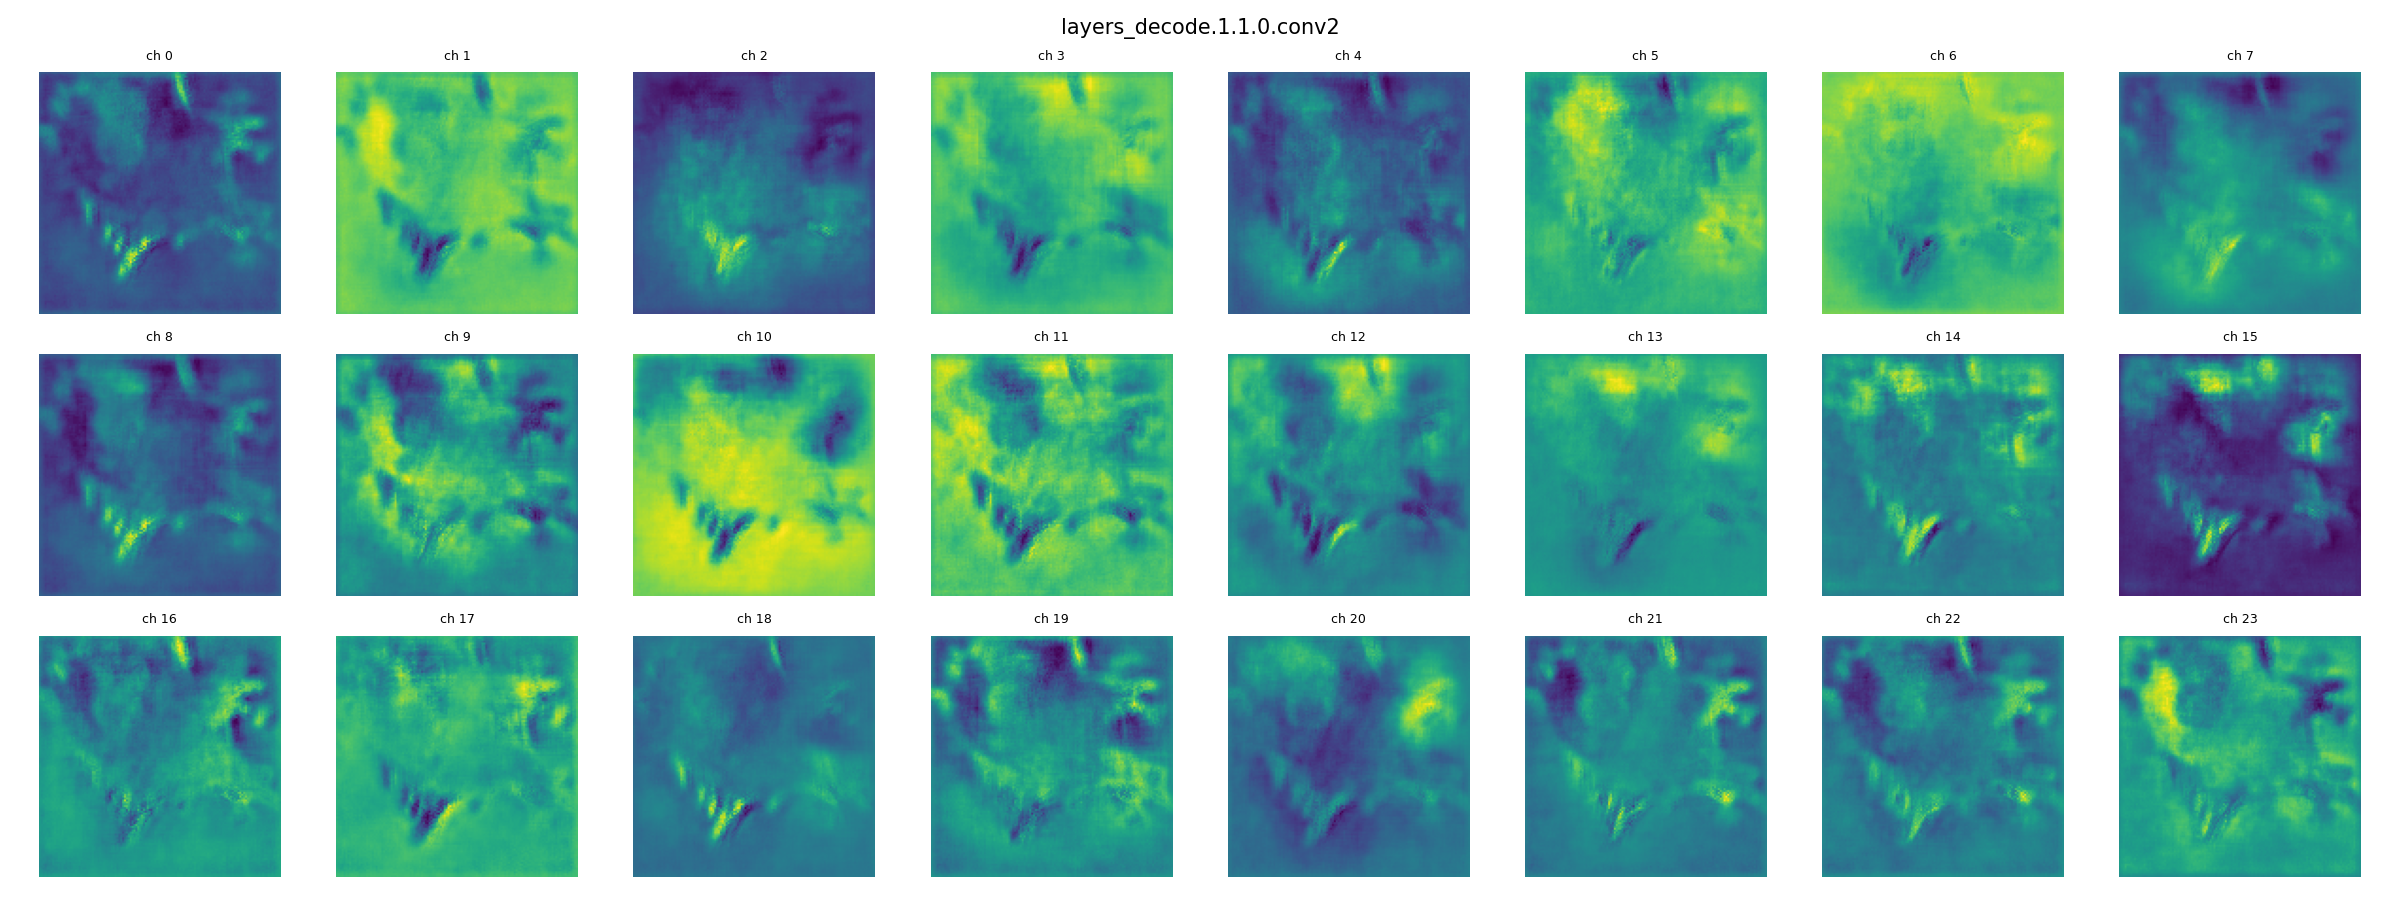 layers_decode.1.1.0.conv2
ch 0 ch 1 ch 2 ch 3 ch 4 ch 5 ch 6 ch 7
ch 8 ch 9 ch 10 ch 11 ch 12 ch 13 ch 14 ch 15
ch 16 ch 17 ch 18 ch 19 ch 20 ch 21 ch 22 ch 23